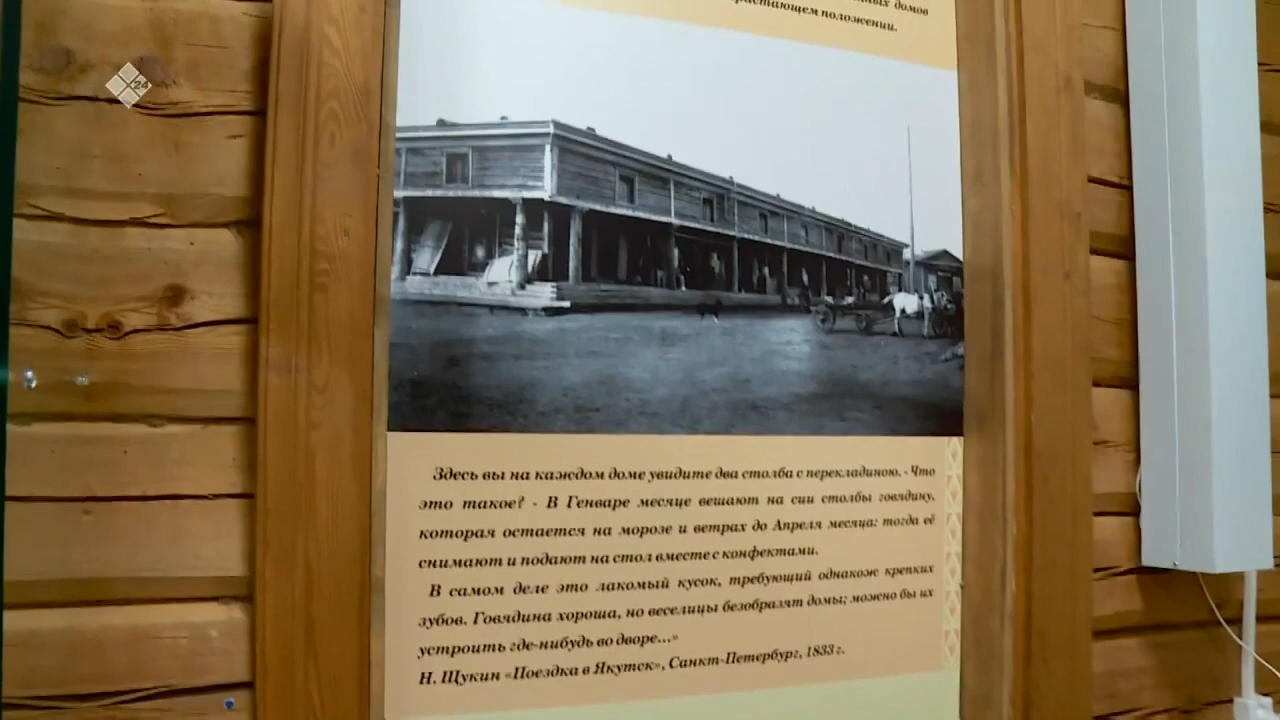 домов
положении.
24
Здесь вы на каждом доме увидите два столба с перекладиною. - Что
это такое? - В Генваре месяце вешают на сии столбы говядину,
которая остается на морозе и ветрах до Апреля месяца: тогда её
снимают и подают на стол вместе с конфектами.
В самом деле это лакомый кусок, требующий однакож крепких
зубов. Говядина хороша, но веселицы безобразят домы; можно бы их
устроить где-нибудь во дворе...»
Н. Щукин «Поездка в Якутск», Санкт-Петербург, 1833 г.